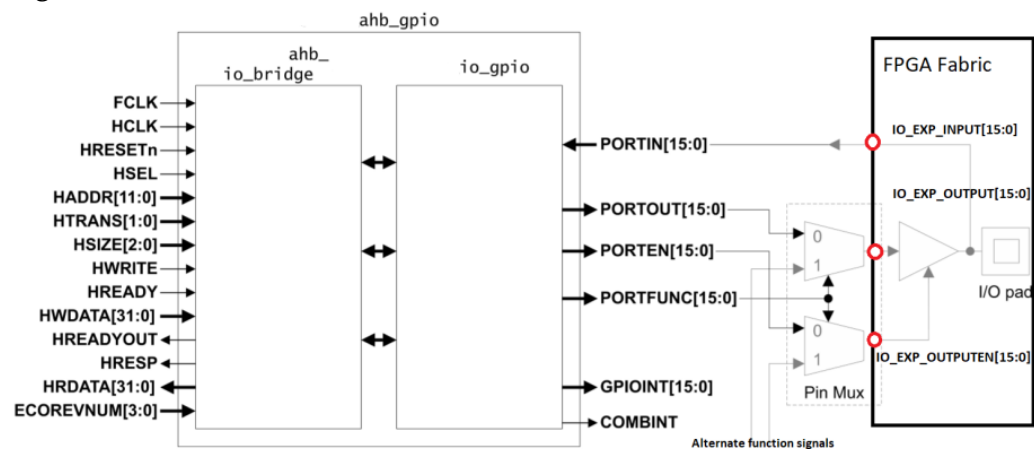 ahb_gpio
ahb_
io_bridge
io_gpio
FPGA Fabric
FCLK
HCLK
HRESETn
HSEL
HADDR[11:0]
HTRANS[1:0]
HSIZE[2:0]
HWRITE
HREADY
HWDATA[31:0]
HREADYOUT
HRESP
HRDATA[31:0]
ECOREVNUM[3:0]
PORTIN[15:0]
PORTOUT[15:0]
PORTEN[15:0]
PORTFUNC[15:0]
GPIOINT[15:0]
COMBINT
0
1
0
1
Pin Mux
Alternate function signals
IO_EXP_INPUT[15:0]
IO_EXP_OUTPUT[15:0]
I/O pad
IO_EXP_OUTPUTEN[15:0]